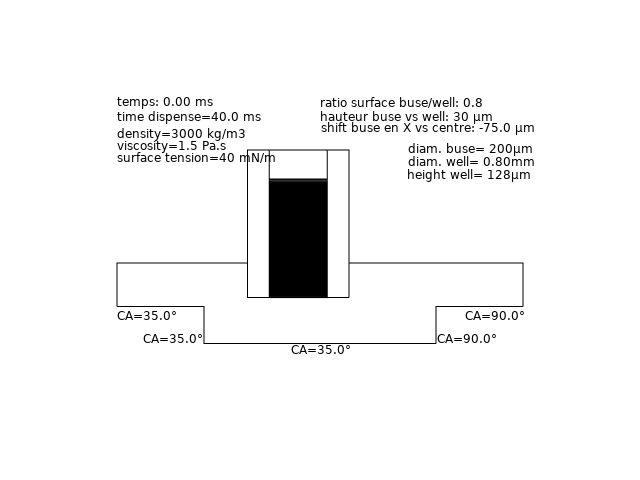 temps: 0.00 ms
time dispense=40.0 ms
density=3000 kg/m3
viscosity=1.5 Pa.s
surface tension=40 mN/m
ratio surface buse/well: 0.8
hauteur buse vs well: 30 µm
shift buse en X vs centre: -75.0 µm
diam. buse= 200µm
diam. well= 0.80mm
height well= 128µm
CA=35.0°
CA=90.0°
CA=35.0°
CA=90.0°
CA=35.0°